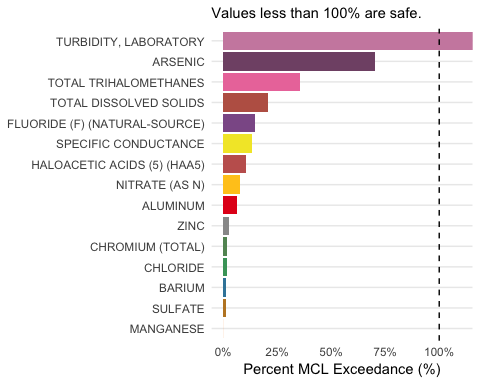 Values less than 100% are safe.
TURBIDITY, LABORATORY
ARSENIC
TOTAL TRIHALOMETHANES
TOTAL DISSOLVED SOLIDS
FLUORIDE (F) (NATURAL-SOURCE)
SPECIFIC CONDUCTANCE
HALOACETIC ACIDS (5) (HAA5)
NITRATE (AS N)
ALUMINUM
ZINC
CHROMIUM (TOTAL)
CHLORIDE
BARIUM
SULFATE
MANGANESE
0% 25% 50% 75% 100%
Percent MCL Exceedance (%)